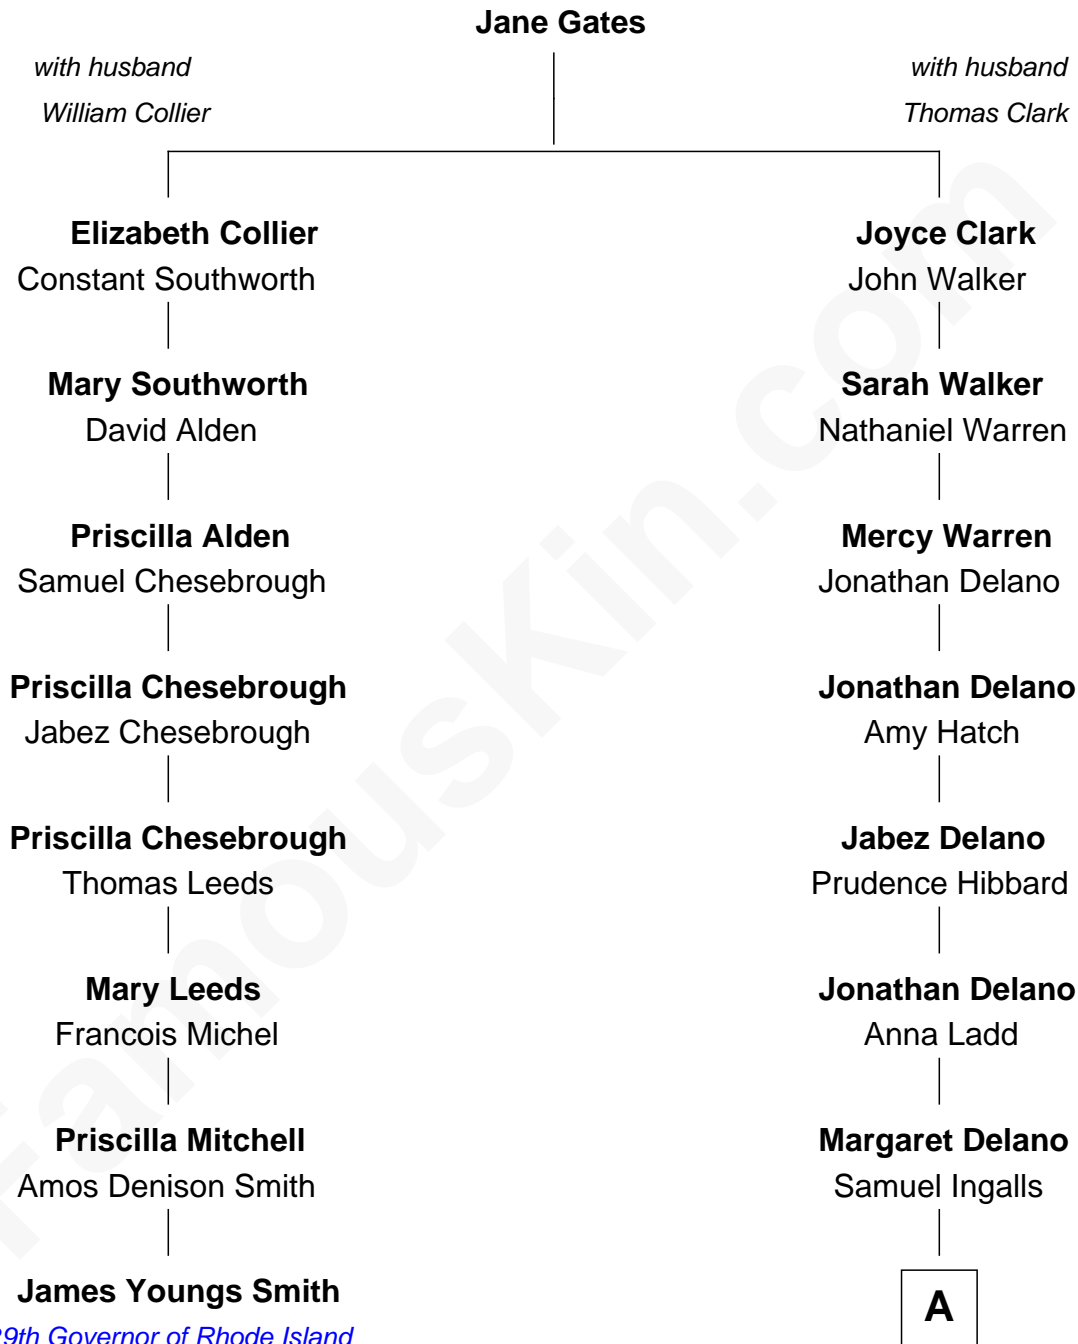 Jane Gates
with husband
William Collier
with husband
Thomas Clark
Elizabeth Collier
Constant Southworth
Joyce Clark
John Walker
Mary Southworth
David Alden
Sarah Walker
Nathaniel Warren
Priscilla Alden
Samuel Chesebrough
Mercy Warren
Jonathan Delano
Priscilla Chesebrough
Jabez Chesebrough
Jonathan Delano
Amy Hatch
Priscilla Chesebrough
Thomas Leeds
Jabez Delano
Prudence Hibbard
Mary Leeds
Francois Michel
Jonathan Delano
Anna Ladd
Priscilla Mitchell
Amos Denison Smith
Margaret Delano
Samuel Ingalls
James Youngs Smith
29th Governor of Rhode Island
A
FamousKin.com